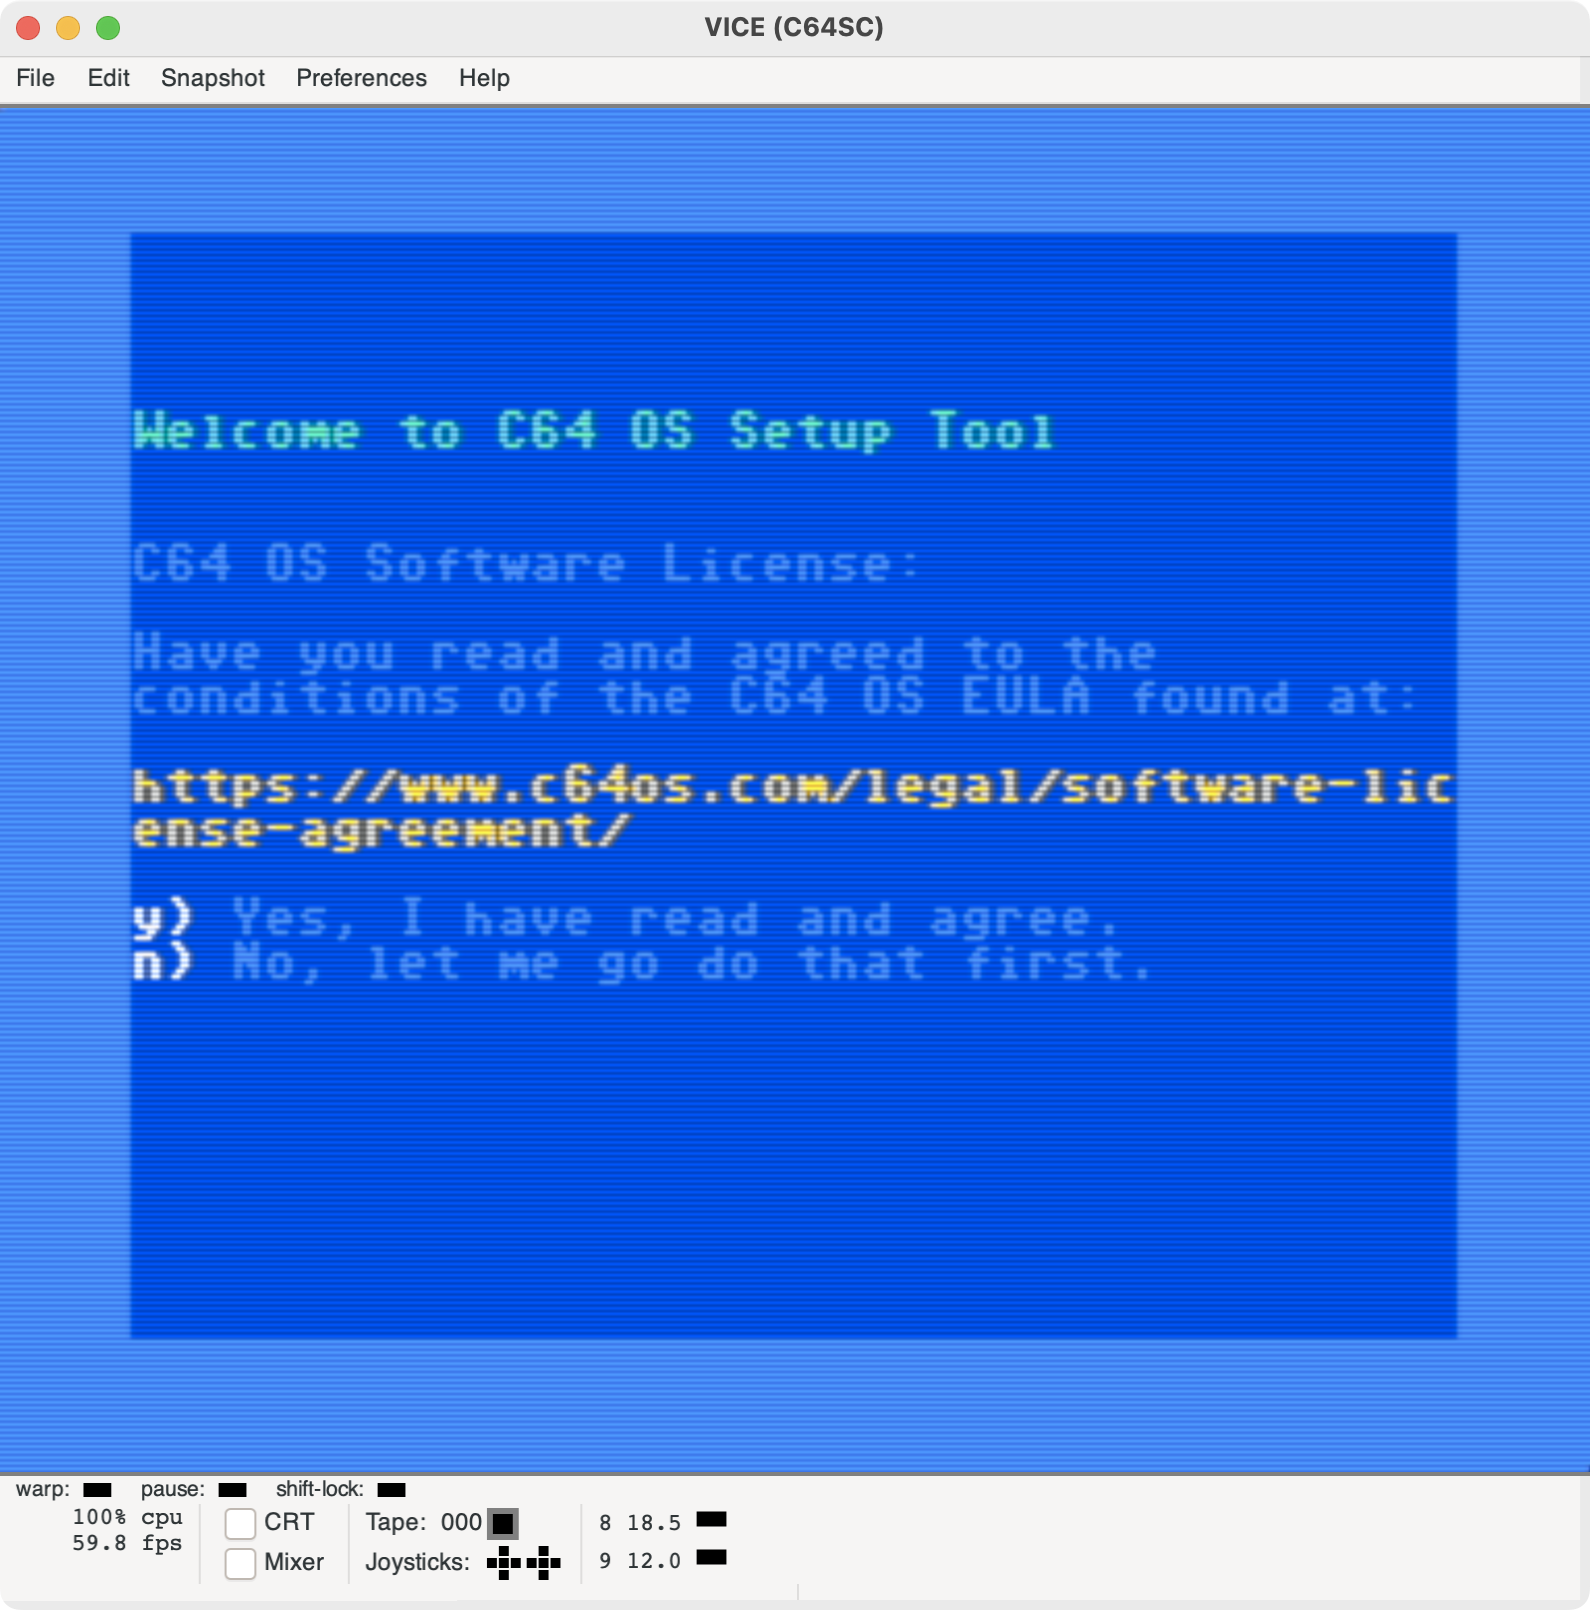 VICE (C64SC)
File Edit Snapshot Preferences Help
Welcome to C64 OS Setup Tool
C64 OS Software License:
Have you read and agreed to the
conditions of the C64 OS EULA found at:
https://www.c64os.com/legal/software-lic
ense-agreement/
y) Yes, I have read and agree.
n) No, let me go do that first.
warp: pause: shift-lock:
100% cpu
59.8 fps
CRT
Mixer
Tape: 000
Joysticks:
8 18.5
9 12.0